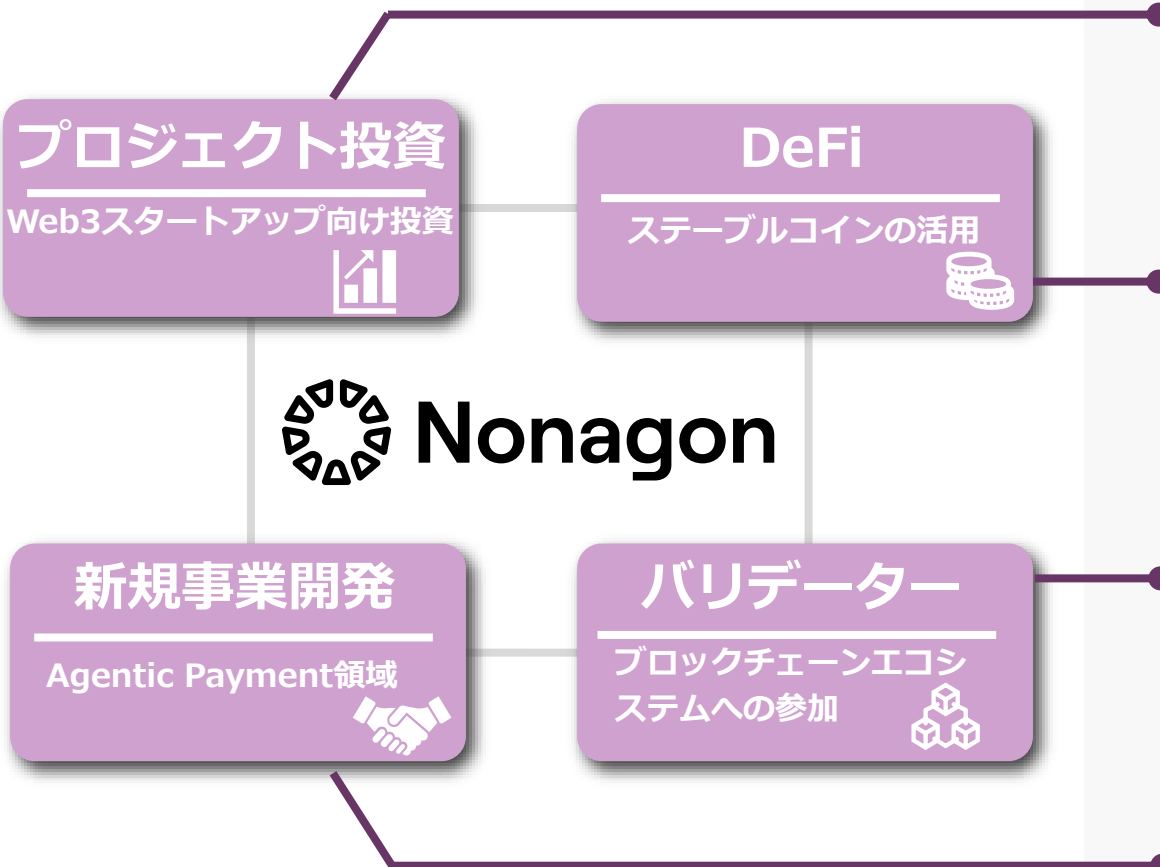 プロジェクト投資
Web3スタートアップ向け投資
DeFi
ステーブルコインの活用
Nonagon
新規事業開発
Agentic Payment領域
バリデーター
ブロックチェーンエコシ
ステムへの参加